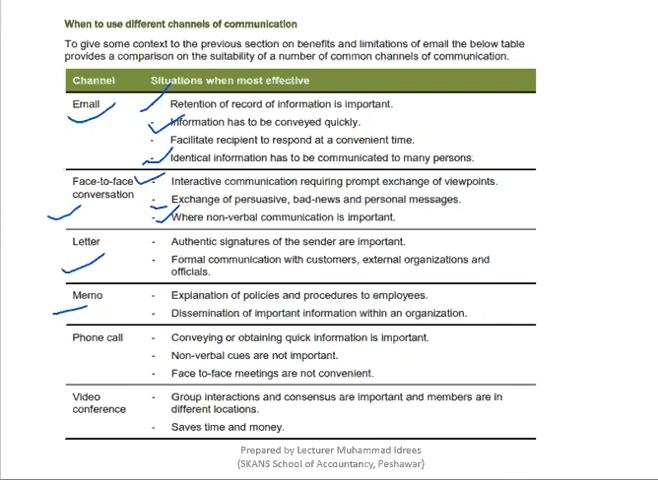 When to use different channels of communication
To give some context to the previous section on benefits and limitations of email the below table
provides a comparison on the suitability of a number of common channels of communication.
Channel Situations when most effective
Email - Retention of record of information is important.
- Information has to be conveyed quickly.
- Facilitate recipient to respond at a convenient time.
- Identical information has to be communicated to many persons.
Face-to-face - Interactive communication requiring prompt exchange of viewpoints.
conversation - Exchange of persuasive, bad-news and personal messages.
- Where non-verbal communication is important.
Letter - Authentic signatures of the sender are important.
- Formal communication with customers, external organizations and
officials.
Memo - Explanation of policies and procedures to employees.
- Dissemination of important information within an organization.
Phone call - Conveying or obtaining quick information is important.
- Non-verbal cues are not important.
- Face to-face meetings are not convenient.
Video - Group interactions and consensus are important and members are in
conference different locations.
- Saves time and money.
Prepared by Lecturer Muhammad Idrees
{SKANS School of Accountancy, Peshawar}